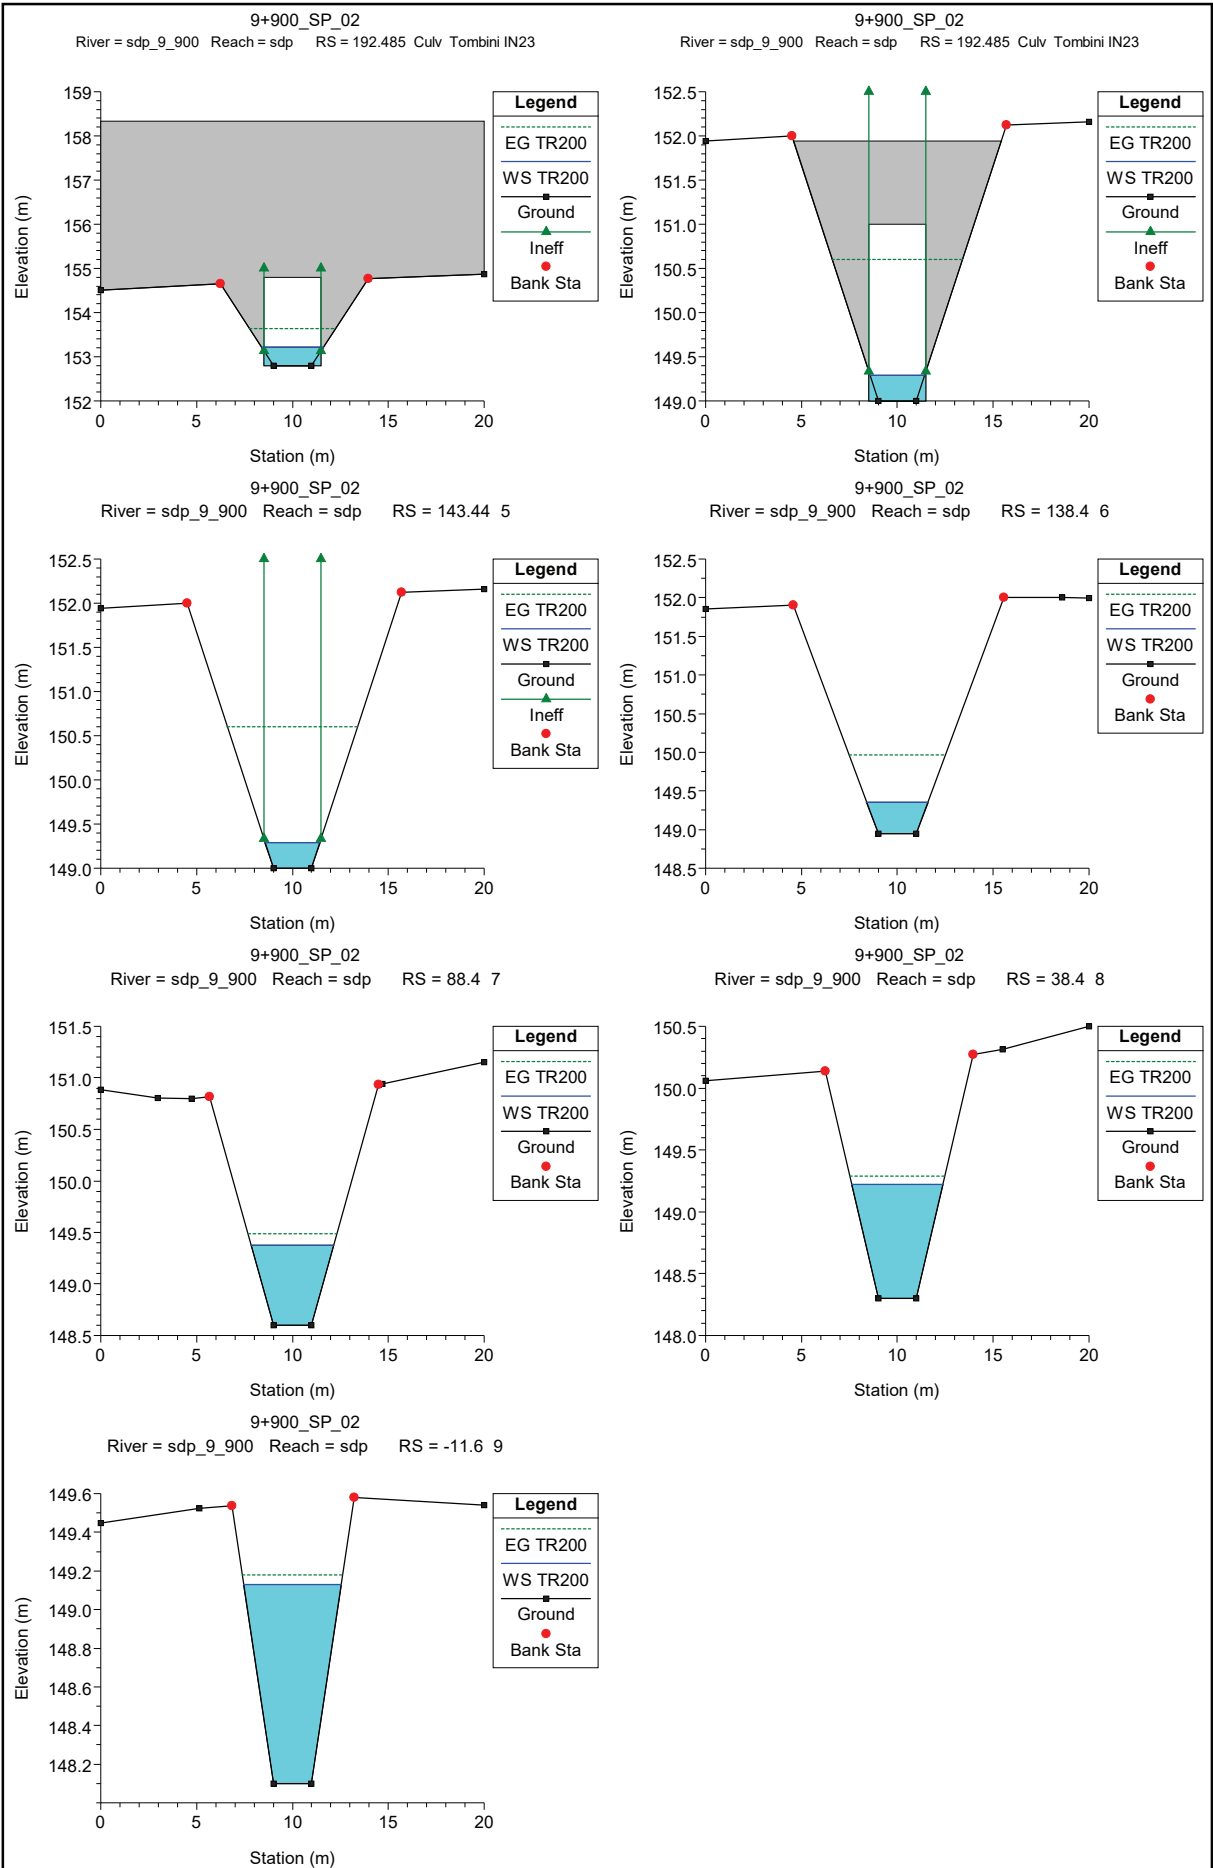 9+900_SP_02
River = sdp_9_900 Reach = sdp RS = 192.485 Culv Tombini IN23
159
158
157
156
155
154
153
152
Elevation (m)
0 5 10 15 20
Station (m)
Legend
EG TR200
WS TR200
Ground
Ineff
Bank Sta
9+900_SP_02
River = sdp_9_900 Reach = sdp RS = 192.485 Culv Tombini IN23
152.5
152.0
151.5
151.0
150.5
150.0
149.5
149.0
Elevation (m)
0 5 10 15 20
Station (m)
Legend
EG TR200
WS TR200
Ground
Ineff
Bank Sta
9+900_SP_02
River = sdp_9_900 Reach = sdp RS = 143.44 5
152.5
152.0
151.5
151.0
150.5
150.0
149.5
149.0
Elevation (m)
0 5 10 15 20
Station (m)
Legend
EG TR200
WS TR200
Ground
Ineff
Bank Sta
9+900_SP_02
River = sdp_9_900 Reach = sdp RS = 138.4 6
152.5
152.0
151.5
151.0
150.5
150.0
149.5
149.0
148.5
Elevation (m)
0 5 10 15 20
Station (m)
Legend
EG TR200
WS TR200
Ground
Bank Sta
9+900_SP_02
River = sdp_9_900 Reach = sdp RS = 88.4 7
151.5
151.0
150.5
150.0
149.5
149.0
148.5
Elevation (m)
0 5 10 15 20
Station (m)
Legend
EG TR200
WS TR200
Ground
Bank Sta
9+900_SP_02
River = sdp_9_900 Reach = sdp RS = 38.4 8
150.5
150.0
149.5
149.0
148.5
148.0
Elevation (m)
0 5 10 15 20
Station (m)
Legend
EG TR200
WS TR200
Ground
Bank Sta
9+900_SP_02
River = sdp_9_900 Reach = sdp RS = -11.6 9
149.6
149.4
149.2
149.0
148.8
148.6
148.4
148.2
Elevation (m)
0 5 10 15 20
Station (m)
Legend
EG TR200
WS TR200
Ground
Bank Sta